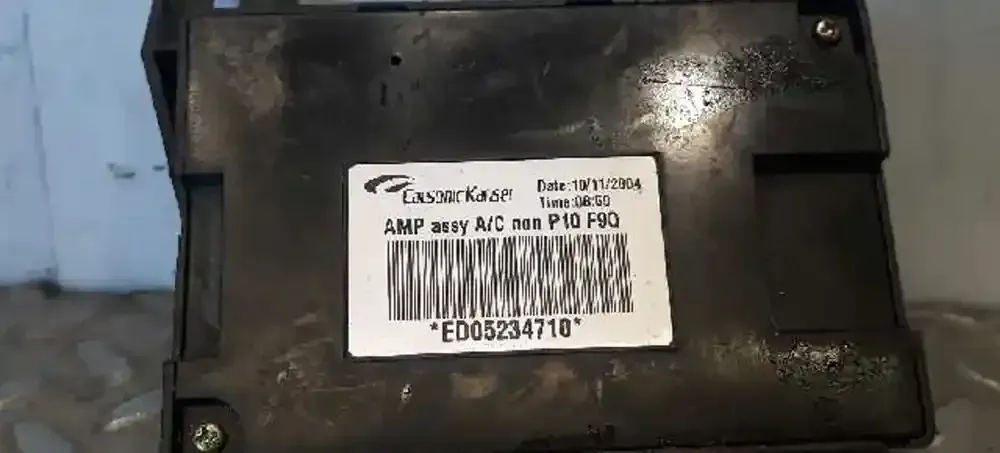 CalsonicKansei
Date:10/11/2004
Time:08:50
AMP assy A/C non P10 F9Q
*ED05234710*